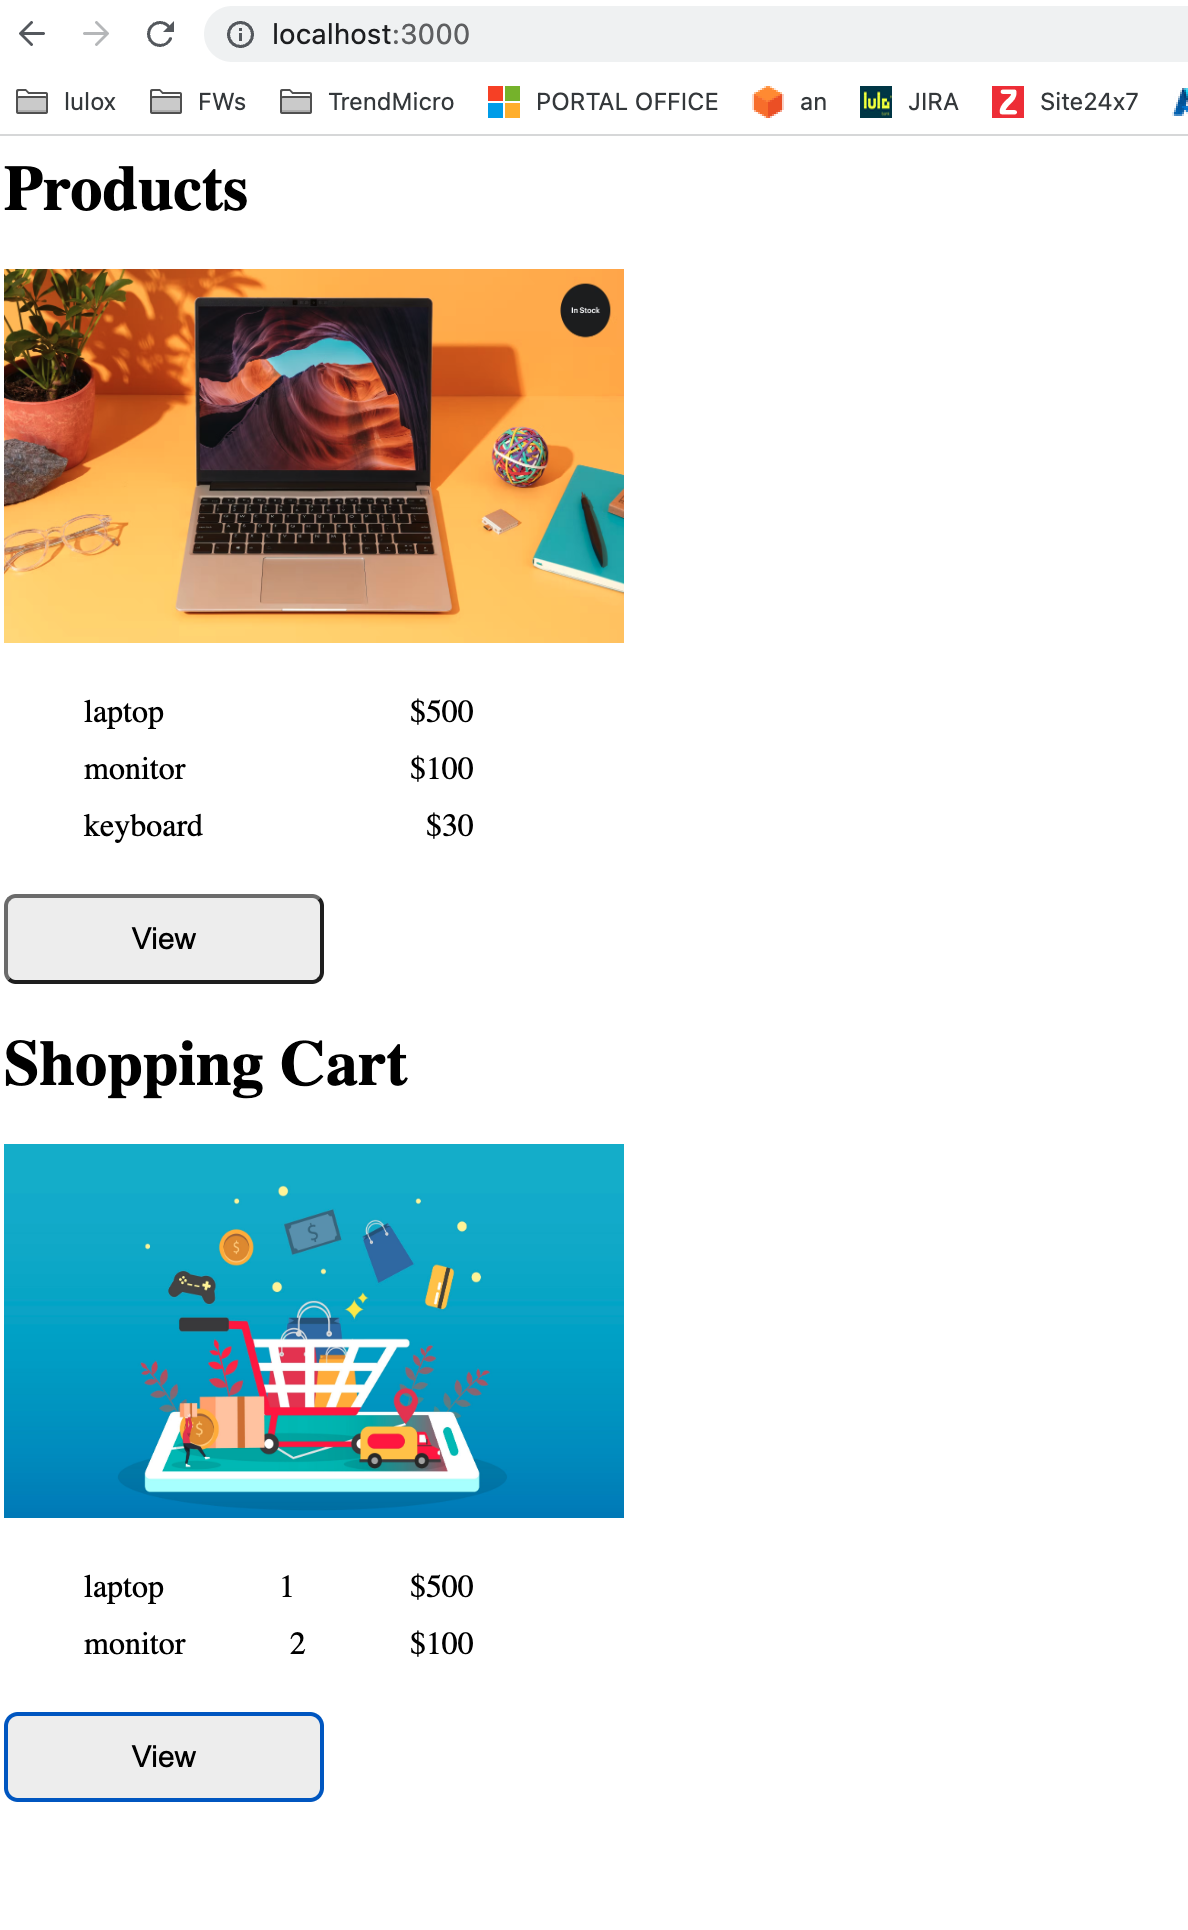 localhost:3000
lulox FWs TrendMicro PORTAL OFFICE an lulo JIRA Z Site24x7
Products
In Stock
laptop $500
monitor $100
keyboard $30
View
Shopping Cart
$
$
$
laptop 1 $500
monitor 2 $100
View